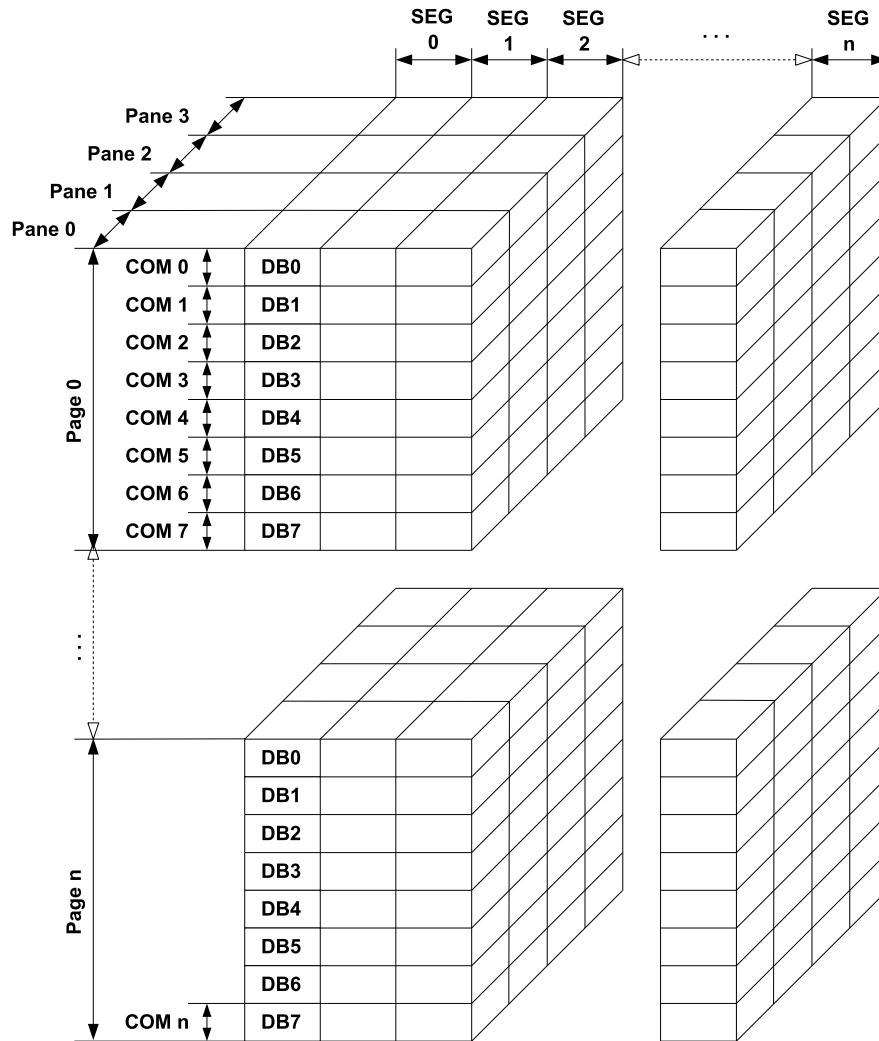 SEG 0
SEG 1
SEG 2
. . .
SEG n
Pane 3
Pane 2
Pane 1
Pane 0
Page 0
COM 0 DB0
COM 1 DB1
COM 2 DB2
COM 3 DB3
COM 4 DB4
COM 5 DB5
COM 6 DB6
COM 7 DB7
. . .
Page n
DB0
DB1
DB2
DB3
DB4
DB5
DB6
COM n DB7